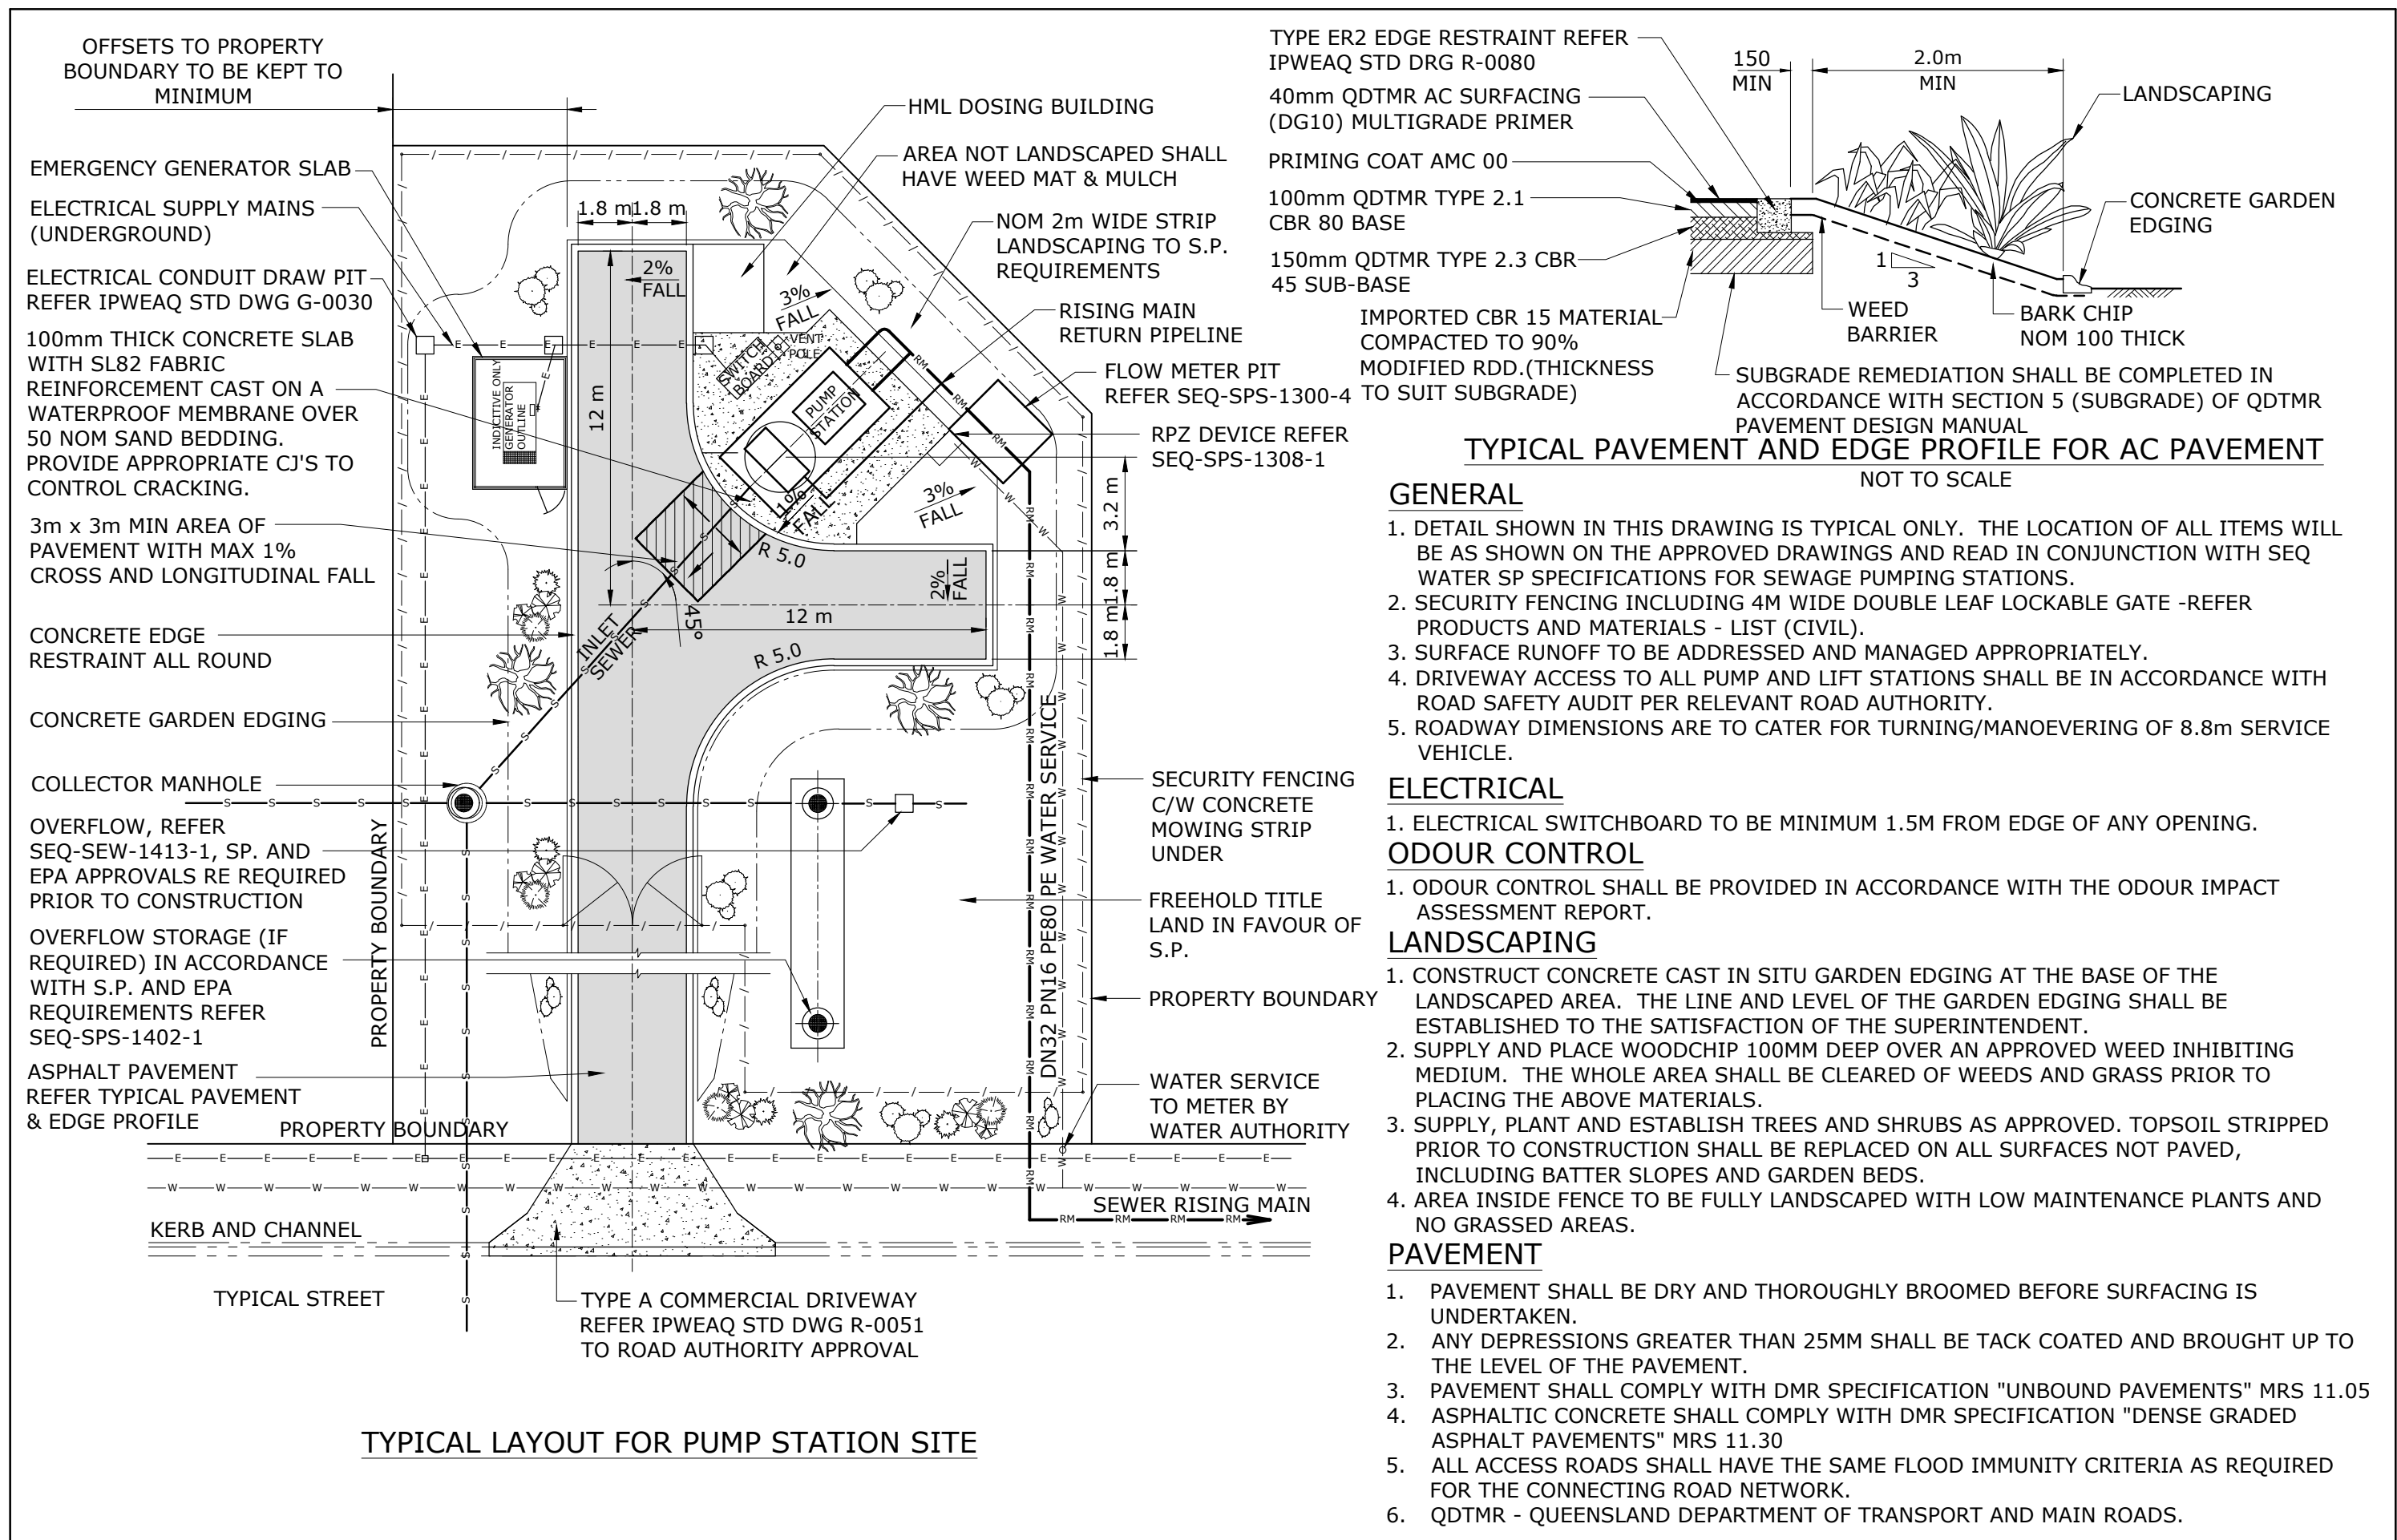 OFFSETS TO PROPERTY
BOUNDARY TO BE KEPT TO
MINIMUM
EMERGENCY GENERATOR SLAB
ELECTRICAL SUPPLY MAINS
(UNDERGROUND)
ELECTRICAL CONDUIT DRAW PIT
REFER IPWEAQ STD DWG G-0030
100mm THICK CONCRETE SLAB
WITH SL82 FABRIC
REINFORCEMENT CAST ON A
WATERPROOF MEMBRANE OVER
50 NOM SAND BEDDING.
PROVIDE APPROPRIATE CJ'S TO
CONTROL CRACKING.
3m x 3m MIN AREA OF
PAVEMENT WITH MAX 1%
CROSS AND LONGITUDINAL FALL
CONCRETE EDGE
RESTRAINT ALL ROUND
CONCRETE GARDEN EDGING
COLLECTOR MANHOLE
OVERFLOW, REFER
SEQ-SEW-1413-1, SP. AND
EPA APPROVALS RE REQUIRED
PRIOR TO CONSTRUCTION
OVERFLOW STORAGE (IF
REQUIRED) IN ACCORDANCE
WITH S.P. AND EPA
REQUIREMENTS REFER
SEQ-SPS-1402-1
ASPHALT PAVEMENT
REFER TYPICAL PAVEMENT
& EDGE PROFILE
PROPERTY BOUNDARY
PROPERTY BOUNDARY
KERB AND CHANNEL
TYPICAL STREET
HML DOSING BUILDING
AREA NOT LANDSCAPED SHALL
HAVE WEED MAT & MULCH
NOM 2m WIDE STRIP
LANDSCAPING TO S.P.
REQUIREMENTS
RISING MAIN
RETURN PIPELINE
FLOW METER PIT
REFER SEQ-SPS-1300-4
RPZ DEVICE REFER
SEQ-SPS-1308-1
1.8 m
1.8 m
2%
FALL
3%
FALL
12 m
INDICITIVE ONLY
GENERATOR
OUTLINE
SWITCH
BOARD
VENT
POLE
PUMP
STATION
1%
FALL
3%
FALL
R 5.0
2%
FALL
3.2 m
1.8 m
1.8 m
45°
12 m
R 5.0
INLET
SEWER
DN32 PN16 PE80 PE WATER SERVICE
SECURITY FENCING
C/W CONCRETE
MOWING STRIP
UNDER
FREEHOLD TITLE
LAND IN FAVOUR OF
S.P.
PROPERTY BOUNDARY
WATER SERVICE
TO METER BY
WATER AUTHORITY
SEWER RISING MAIN
TYPE A COMMERCIAL DRIVEWAY
REFER IPWEAQ STD DWG R-0051
TO ROAD AUTHORITY APPROVAL
TYPICAL LAYOUT FOR PUMP STATION SITE
TYPE ER2 EDGE RESTRAINT REFER
IPWEAQ STD DRG R-0080
40mm QDTMR AC SURFACING
(DG10) MULTIGRADE PRIMER
PRIMING COAT AMC 00
100mm QDTMR TYPE 2.1
CBR 80 BASE
150mm QDTMR TYPE 2.3 CBR
45 SUB-BASE
IMPORTED CBR 15 MATERIAL
COMPACTED TO 90%
MODIFIED RDD.(THICKNESS
TO SUIT SUBGRADE)
150
MIN
2.0m
MIN
LANDSCAPING
CONCRETE GARDEN
EDGING
1
3
WEED
BARRIER
BARK CHIP
NOM 100 THICK
SUBGRADE REMEDIATION SHALL BE COMPLETED IN
ACCORDANCE WITH SECTION 5 (SUBGRADE) OF QDTMR
PAVEMENT DESIGN MANUAL
TYPICAL PAVEMENT AND EDGE PROFILE FOR AC PAVEMENT
NOT TO SCALE
GENERAL
1. DETAIL SHOWN IN THIS DRAWING IS TYPICAL ONLY. THE LOCATION OF ALL ITEMS WILL
BE AS SHOWN ON THE APPROVED DRAWINGS AND READ IN CONJUNCTION WITH SEQ
WATER SP SPECIFICATIONS FOR SEWAGE PUMPING STATIONS.
2. SECURITY FENCING INCLUDING 4M WIDE DOUBLE LEAF LOCKABLE GATE -REFER
PRODUCTS AND MATERIALS - LIST (CIVIL).
3. SURFACE RUNOFF TO BE ADDRESSED AND MANAGED APPROPRIATELY.
4. DRIVEWAY ACCESS TO ALL PUMP AND LIFT STATIONS SHALL BE IN ACCORDANCE WITH
ROAD SAFETY AUDIT PER RELEVANT ROAD AUTHORITY.
5. ROADWAY DIMENSIONS ARE TO CATER FOR TURNING/MANOEVERING OF 8.8m SERVICE
VEHICLE.
ELECTRICAL
1. ELECTRICAL SWITCHBOARD TO BE MINIMUM 1.5M FROM EDGE OF ANY OPENING.
ODOUR CONTROL
1. ODOUR CONTROL SHALL BE PROVIDED IN ACCORDANCE WITH THE ODOUR IMPACT
ASSESSMENT REPORT.
LANDSCAPING
1. CONSTRUCT CONCRETE CAST IN SITU GARDEN EDGING AT THE BASE OF THE
LANDSCAPED AREA. THE LINE AND LEVEL OF THE GARDEN EDGING SHALL BE
ESTABLISHED TO THE SATISFACTION OF THE SUPERINTENDENT.
2. SUPPLY AND PLACE WOODCHIP 100MM DEEP OVER AN APPROVED WEED INHIBITING
MEDIUM. THE WHOLE AREA SHALL BE CLEARED OF WEEDS AND GRASS PRIOR TO
PLACING THE ABOVE MATERIALS.
3. SUPPLY, PLANT AND ESTABLISH TREES AND SHRUBS AS APPROVED. TOPSOIL STRIPPED
PRIOR TO CONSTRUCTION SHALL BE REPLACED ON ALL SURFACES NOT PAVED,
INCLUDING BATTER SLOPES AND GARDEN BEDS.
4. AREA INSIDE FENCE TO BE FULLY LANDSCAPED WITH LOW MAINTENANCE PLANTS AND
NO GRASSED AREAS.
PAVEMENT
1. PAVEMENT SHALL BE DRY AND THOROUGHLY BROOMED BEFORE SURFACING IS
UNDERTAKEN.
2. ANY DEPRESSIONS GREATER THAN 25MM SHALL BE TACK COATED AND BROUGHT UP TO
THE LEVEL OF THE PAVEMENT.
3. PAVEMENT SHALL COMPLY WITH DMR SPECIFICATION "UNBOUND PAVEMENTS" MRS 11.05
4. ASPHALTIC CONCRETE SHALL COMPLY WITH DMR SPECIFICATION "DENSE GRADED
ASPHALT PAVEMENTS" MRS 11.30
5. ALL ACCESS ROADS SHALL HAVE THE SAME FLOOD IMMUNITY CRITERIA AS REQUIRED
FOR THE CONNECTING ROAD NETWORK.
6. QDTMR - QUEENSLAND DEPARTMENT OF TRANSPORT AND MAIN ROADS.